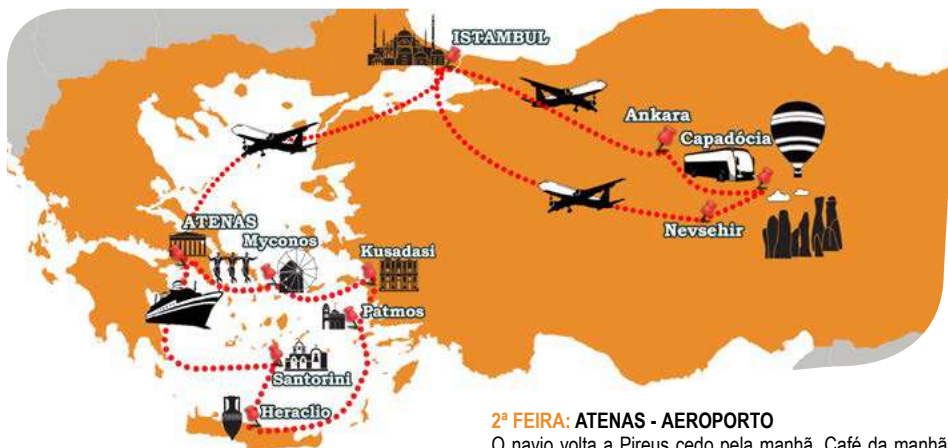 ISTAMBUL
Ankara
Capadócia
Nevsehir
ATENAS
Myconos
Kusadasi
Patmos
Santorini
Heraclio
2ª FEIRA: ATENAS - AEROPORTO
O navio volta a Pireus cedo pela manhã. Café da manhã